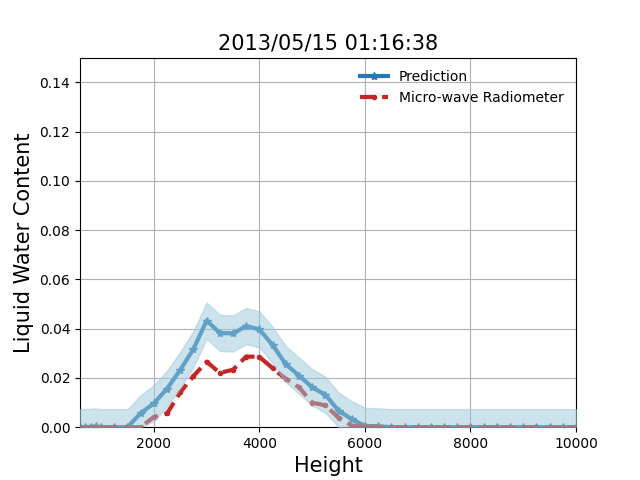 2013/05/15 01:16:38
Prediction
Micro-wave Radiometer
Liquid Water Content
0.14
0.12
0.10
0.08
0.06
0.04
0.02
0.00
2000 4000 6000 8000 10000
Height